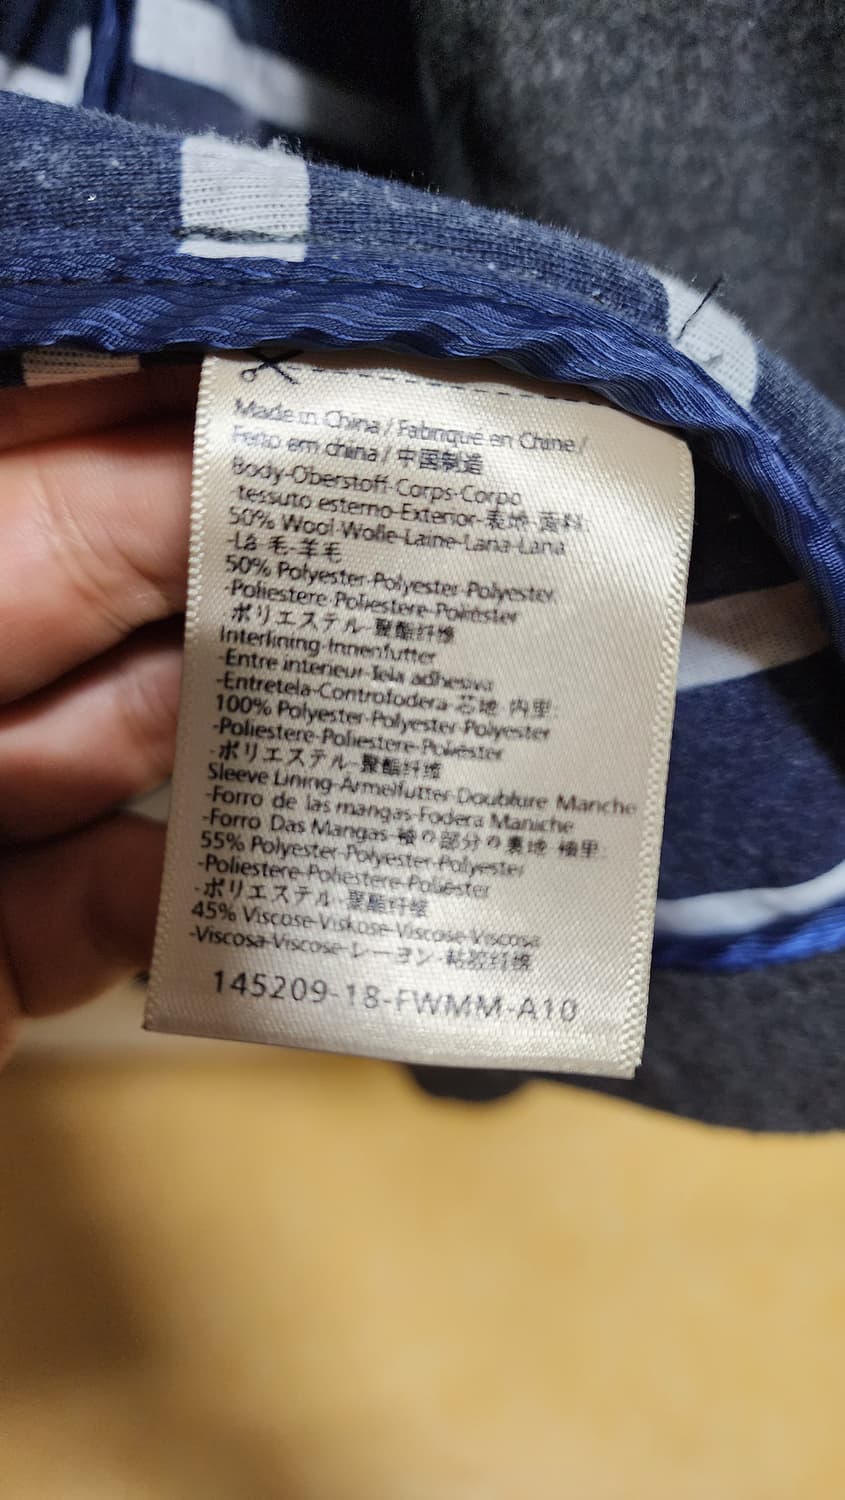 Made in China / Fabriqué en Chine /
Feito em china / 中国制造
Body-Oberstoff-Corps-Corpo
-tessuto esterno-Exterior-表地-面料:
50% Wool-Wolle-Laine-Lana-Lana
-Lã-毛-羊毛
50% Polyester-Polyester-Polyester
-Poliestere-Poliestere-Poliéster
-ポリエステル-聚酯纤维
Interlining-Innenfutter
-Entre interieur-Tela adhesiva
-Entretela-Controfodera-芯地-内里:
100% Polyester-Polyester-Polyester
-Poliestere-Poliestere-Poliéster
-ポリエステル-聚酯纤维
Sleeve Lining-Armelfutter-Doublure Manche
-Forro de las mangas-Fodera Maniche
-Forro Das Mangas-袖の部分の裏地-袖里:
55% Polyester-Polyester-Polyester
-Poliestere-Poliestere-Poliéster
-ポリエステル-聚酯纤维
45% Viscose-Viskose-Viscose-Viscosa
-Viscosa-Viscose-レーヨン-粘胶纤维
145209-18-FWMM-A10